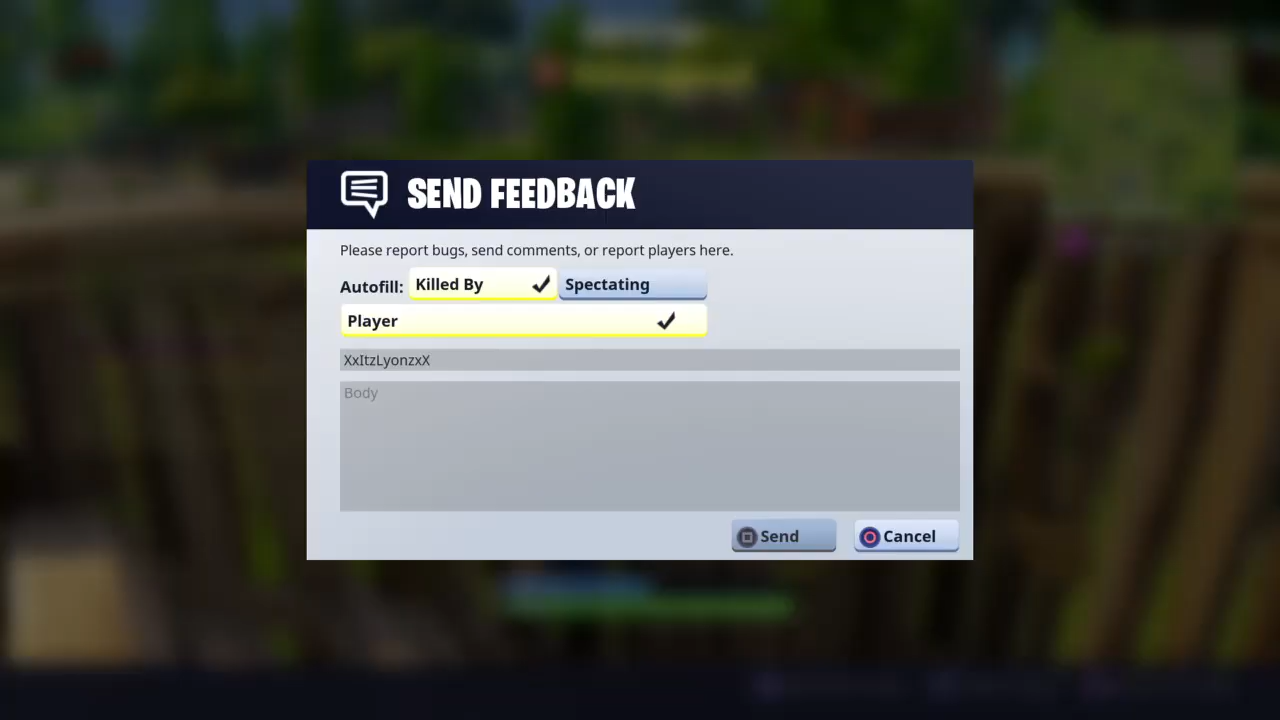 SEND FEEDBACK
Please report bugs, send comments, or report players here.
Autofill: Killed By Spectating
Player
XxItzLyonzxX
Body
Send Cancel